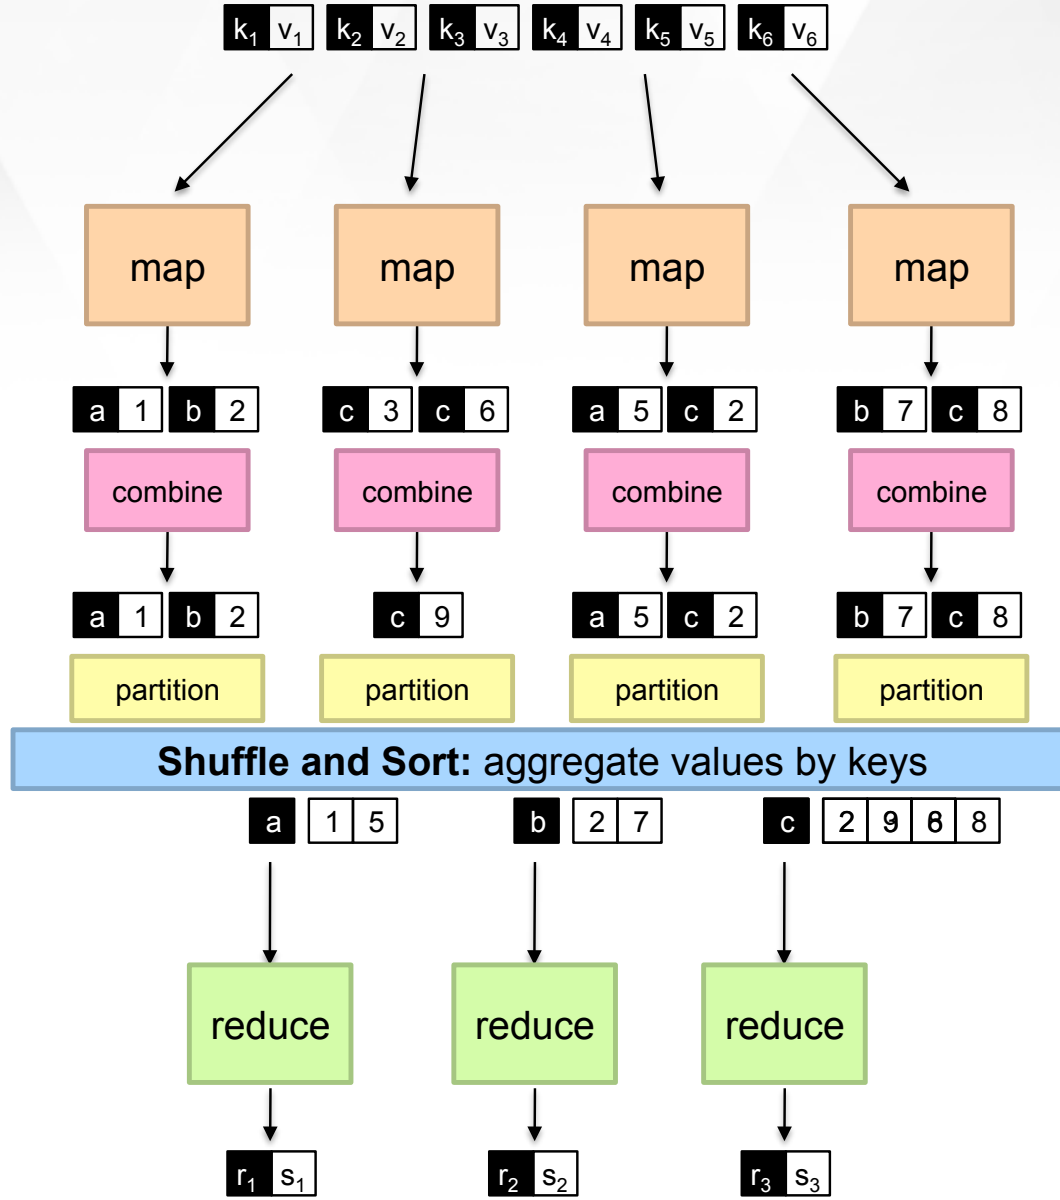 k₁ v₁ k₂ v₂ k₃ v₃ k₄ v₄ k₅ v₅ k₆ v₆
map map map map
a 1 b 2 c 3 c 6 a 5 c 2 b 7 c 8
combine combine combine combine
a 1 b 2 c 9 a 5 c 2 b 7 c 8
partition partition partition partition
Shuffle and Sort: aggregate values by keys
a 1 5 b 2 7 c 2 8
reduce reduce reduce
r₁ s₁ r₂ s₂ r₃ s₃